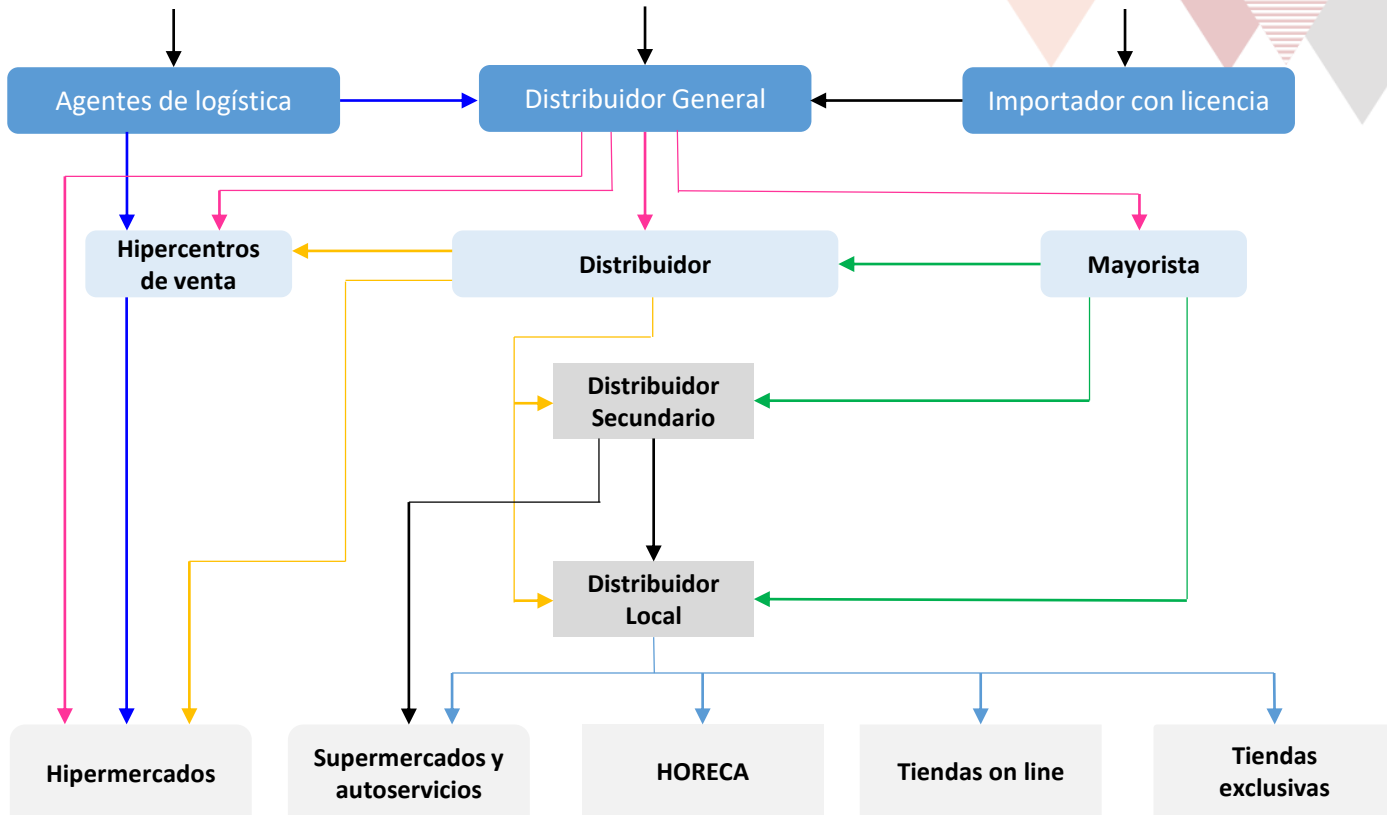 Agentes de logística
Distribuidor General
Importador con licencia
Hipercentros
de venta
Distribuidor
Mayorista
Distribuidor
Secundario
Distribuidor
Local
Hipermercados
Supermercados y
autoservicios
HORECA
Tiendas on line
Tiendas
exclusivas